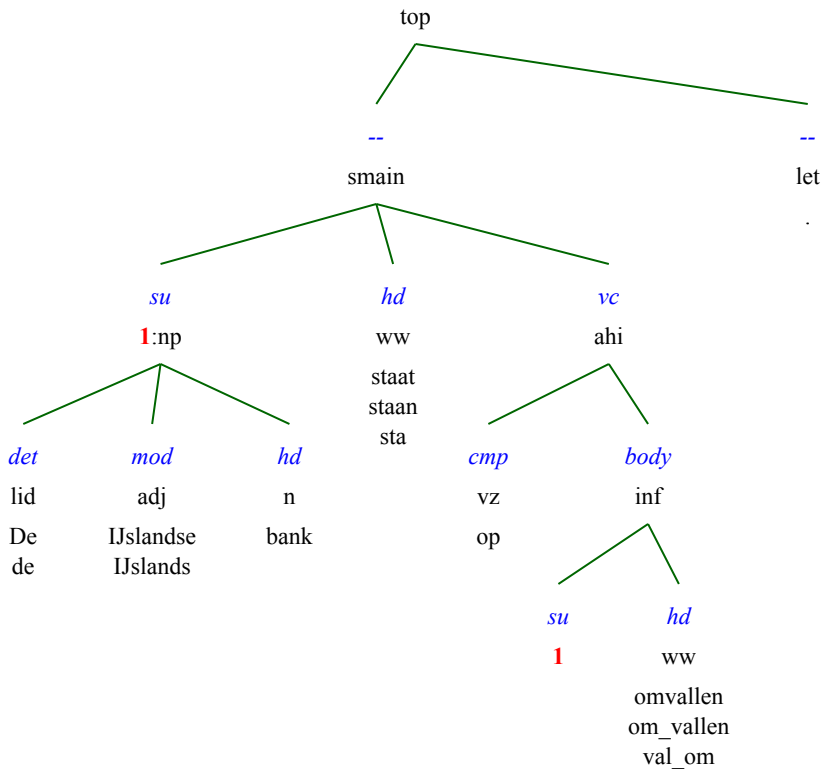 top
-- --
smain let
.
su hd vc
1:np ww ahi
staat
staan
sta
det mod hd cmp body
lid adj n vz inf
De IJslandse bank op
de IJslands
su hd
1 ww
omvallen
om_vallen
val_om